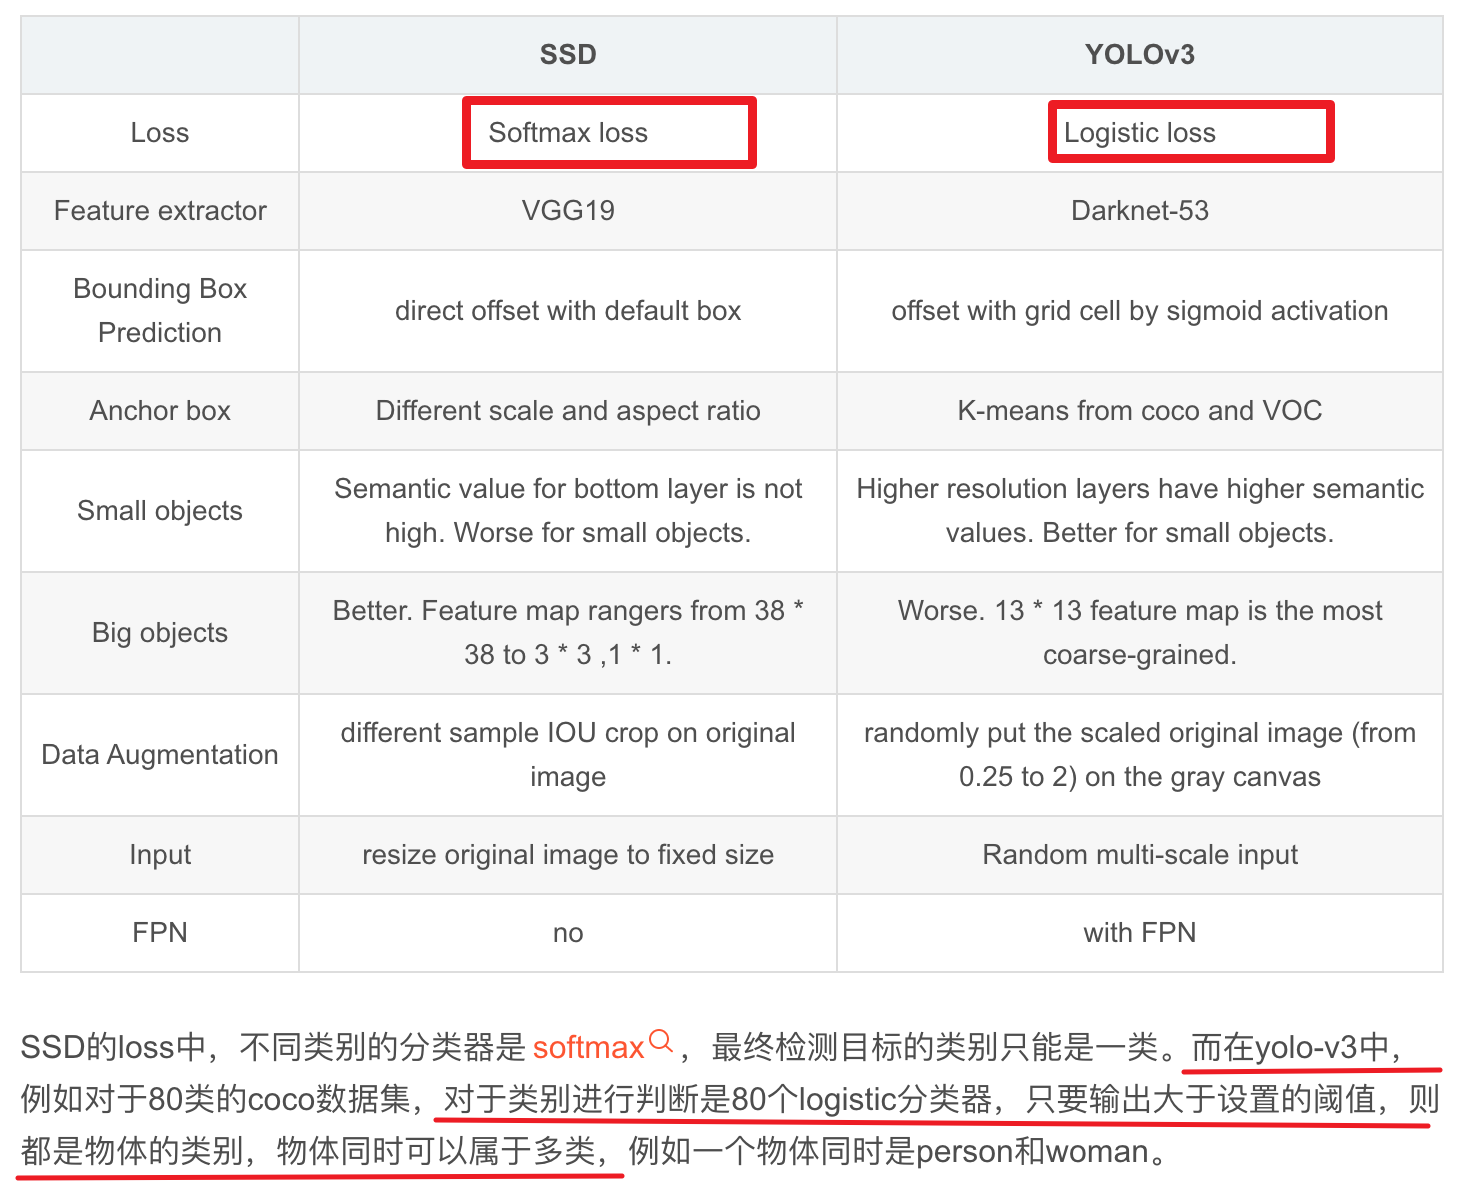 SSD YOLOv3
Loss Softmax loss Logistic loss
Feature extractor VGG19 Darknet-53
Bounding Box
Prediction
direct offset with default box offset with grid cell by sigmoid activation
Anchor box Different scale and aspect ratio K-means from coco and VOC
Small objects
Semantic value for bottom layer is not
high. Worse for small objects.
Higher resolution layers have higher semantic
values. Better for small objects.
Big objects
Better. Feature map rangers from 38 *
38 to 3 * 3 ,1 * 1.
Worse. 13 * 13 feature map is the most
coarse-grained.
Data Augmentation
different sample IOU crop on original
image
randomly put the scaled original image (from
0.25 to 2) on the gray canvas
Input resize original image to fixed size Random multi-scale input
FPN no with FPN
SSD的loss中，不同类别的分类器是softmax，最终检测目标的类别只能是一类。而在yolo-v3中，
例如对于80类的coco数据集，对于类别进行判断是80个logistic分类器，只要输出大于设置的阈值，则
都是物体的类别，物体同时可以属于多类，例如一个物体同时是person和woman。